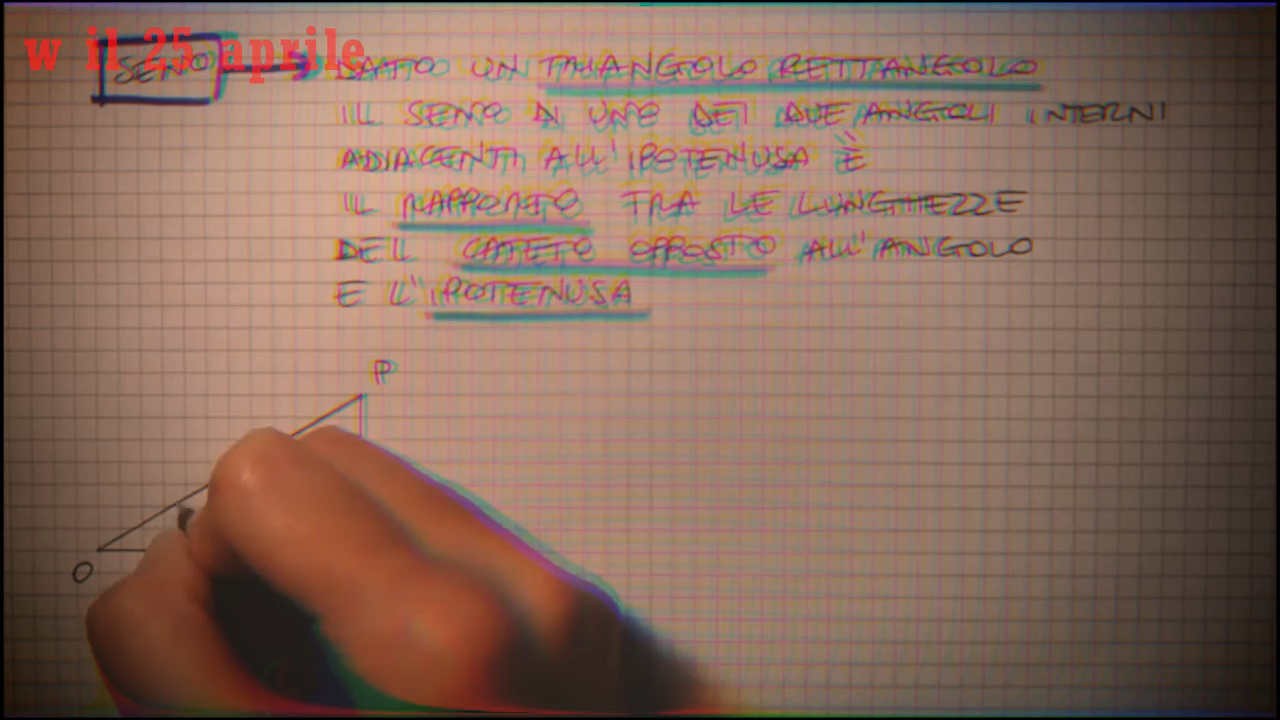 w il 25 aprile
SENO DATO UN TRIANGOLO RETTANGOLO
IL SENO DI UNO DEI DUE ANGOLI INTERNI
ADIACENTI ALL'IPOTENUSA È
IL RAPPORTO TRA LE LUNGHEZZE
DEL CATETO OPPOSTO ALL'ANGOLO
E L'IPOTENUSA
P
O